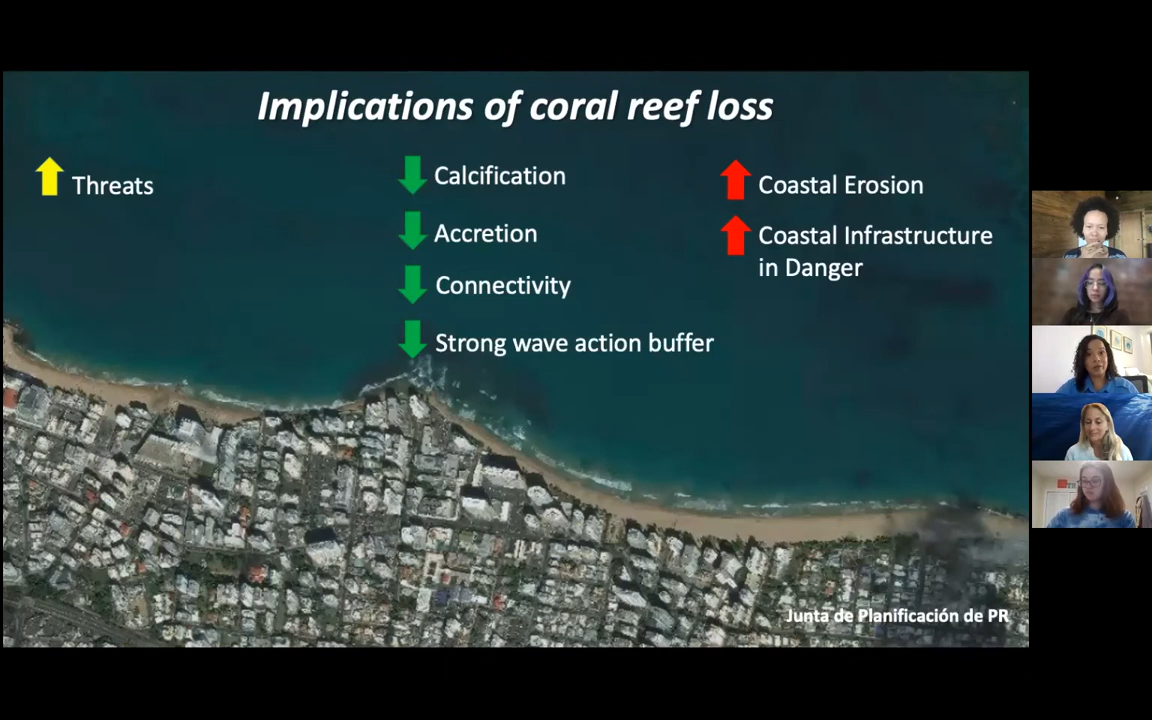 Implications of coral reef loss
Threats
Calcification
Accretion
Connectivity
Strong wave action buffer
Coastal Erosion
Coastal Infrastructure
in Danger
Junta de Planificación de PR